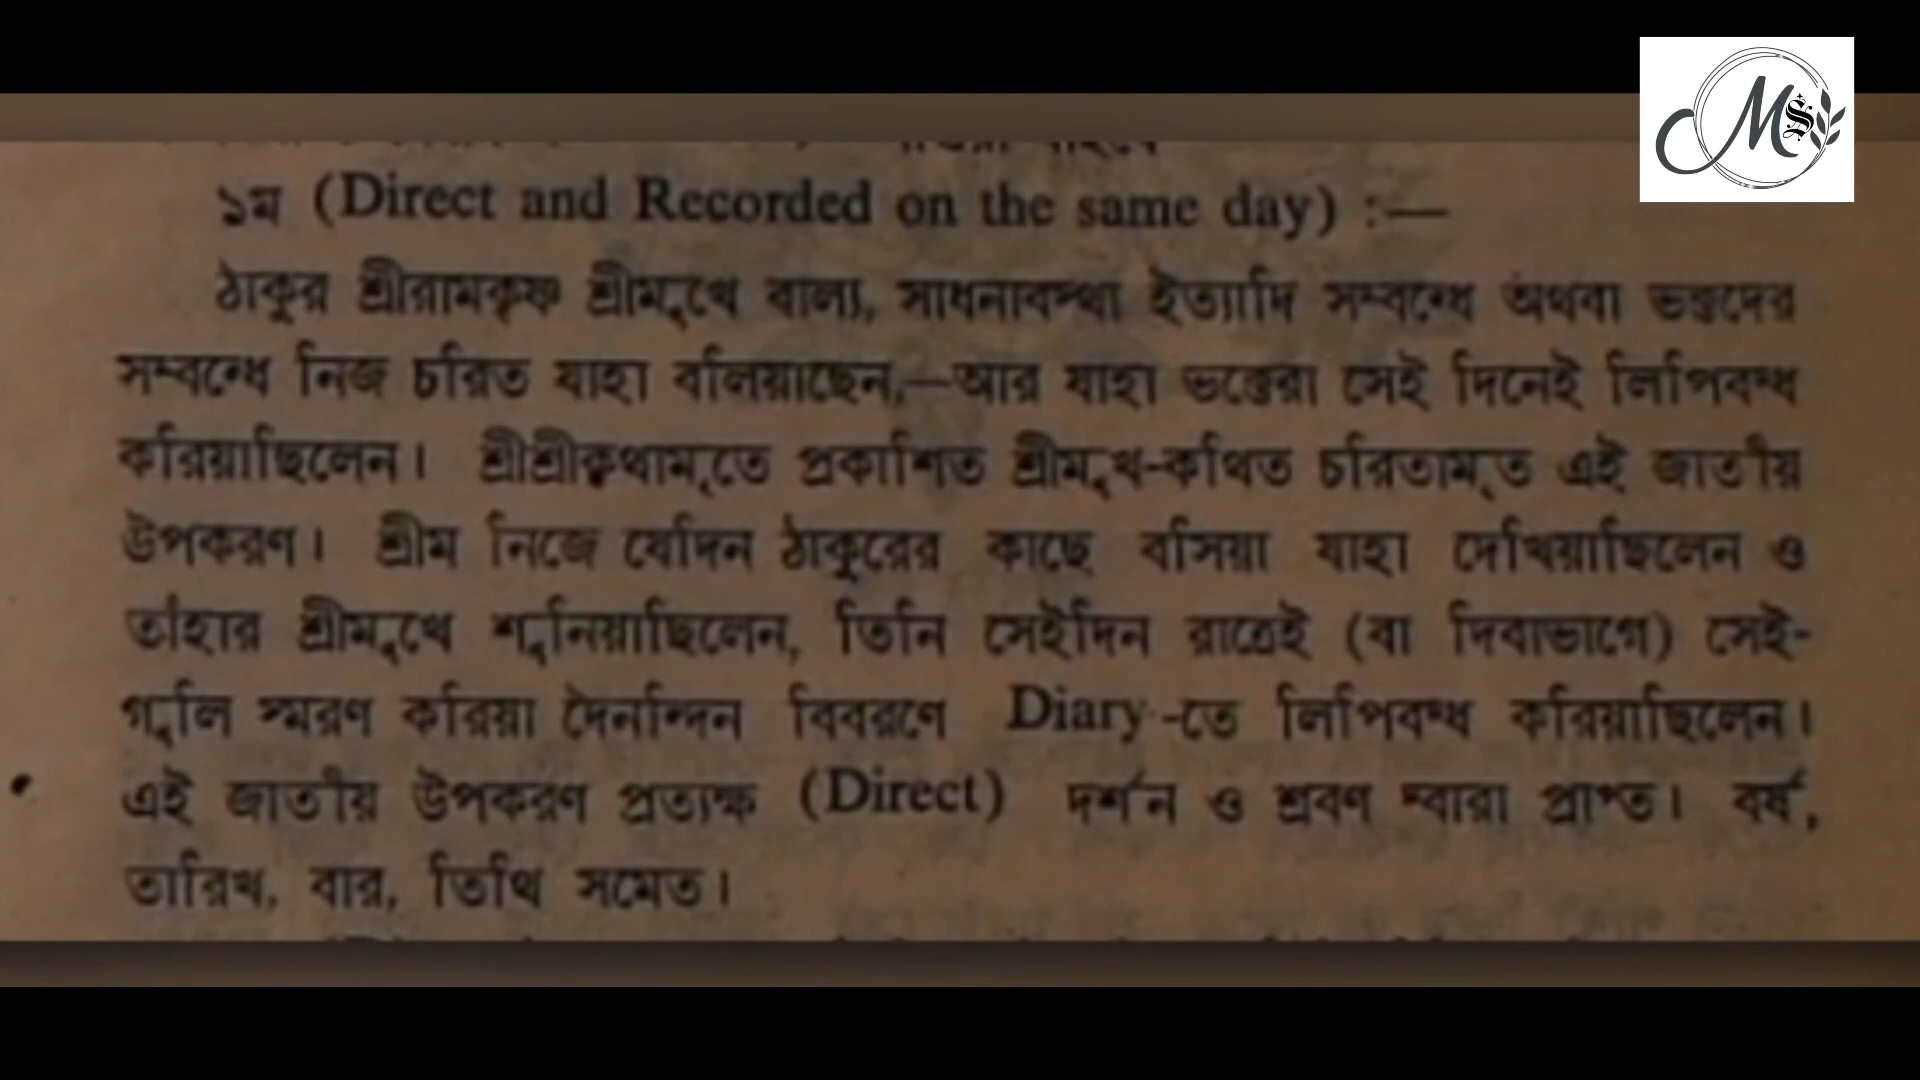 ১ম (Direct and Recorded on the same day) :—
ঠাকুর শ্রীরামকৃষ্ণ শ্রীমুখে বাল্য, সাধনাবস্থা ইত্যাদি সম্বন্ধে অথবা ভক্তদের
সম্বন্ধে নিজ চরিত যাহা বলিয়াছেন,—আর যাহা ভক্তেরা সেই দিনেই লিপিবদ্ধ
করিয়াছিলেন। শ্রীশ্রীকথামৃতে প্রকাশিত শ্রীমুখ-কথিত চরিতামৃত এই জাতীয়
উপকরণ। শ্রীম নিজে যেদিন ঠাকুরের কাছে বসিয়া যাহা দেখিয়াছিলেন ও
তাঁহার শ্রীমুখে শুনিয়াছিলেন, তিনি সেইদিন রাত্রেই (বা দিবাভাগে) সেই-
গুলি স্মরণ করিয়া দৈনন্দিন বিবরণে Diary-তে লিপিবদ্ধ করিয়াছিলেন।
এই জাতীয় উপকরণ প্রত্যক্ষ (Direct) দর্শন ও শ্রবণ দ্বারা প্রাপ্ত। বর্ষ,
তারিখ, বার, তিথি সমেত।
MS